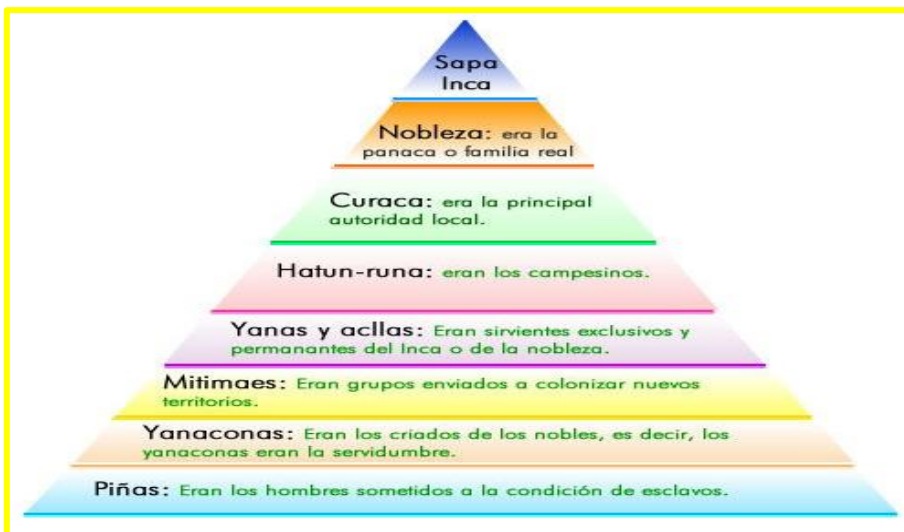 Sapa
Inca
Nobleza: era la
panaca o familia real
Curaca: era la principal
autoridad local.
Hatun-runa: eran los campesinos.
Yanas y acllas: Eran sirvientes exclusivos y
permanantes del Inca o de la nobleza.
Mitimaes: Eran grupos enviados a colonizar nuevos
territorios.
Yanaconas: Eran los criados de los nobles, es decir, los
yanaconas eran la servidumbre.
Piñas: Eran los hombres sometidos a la condición de esclavos.